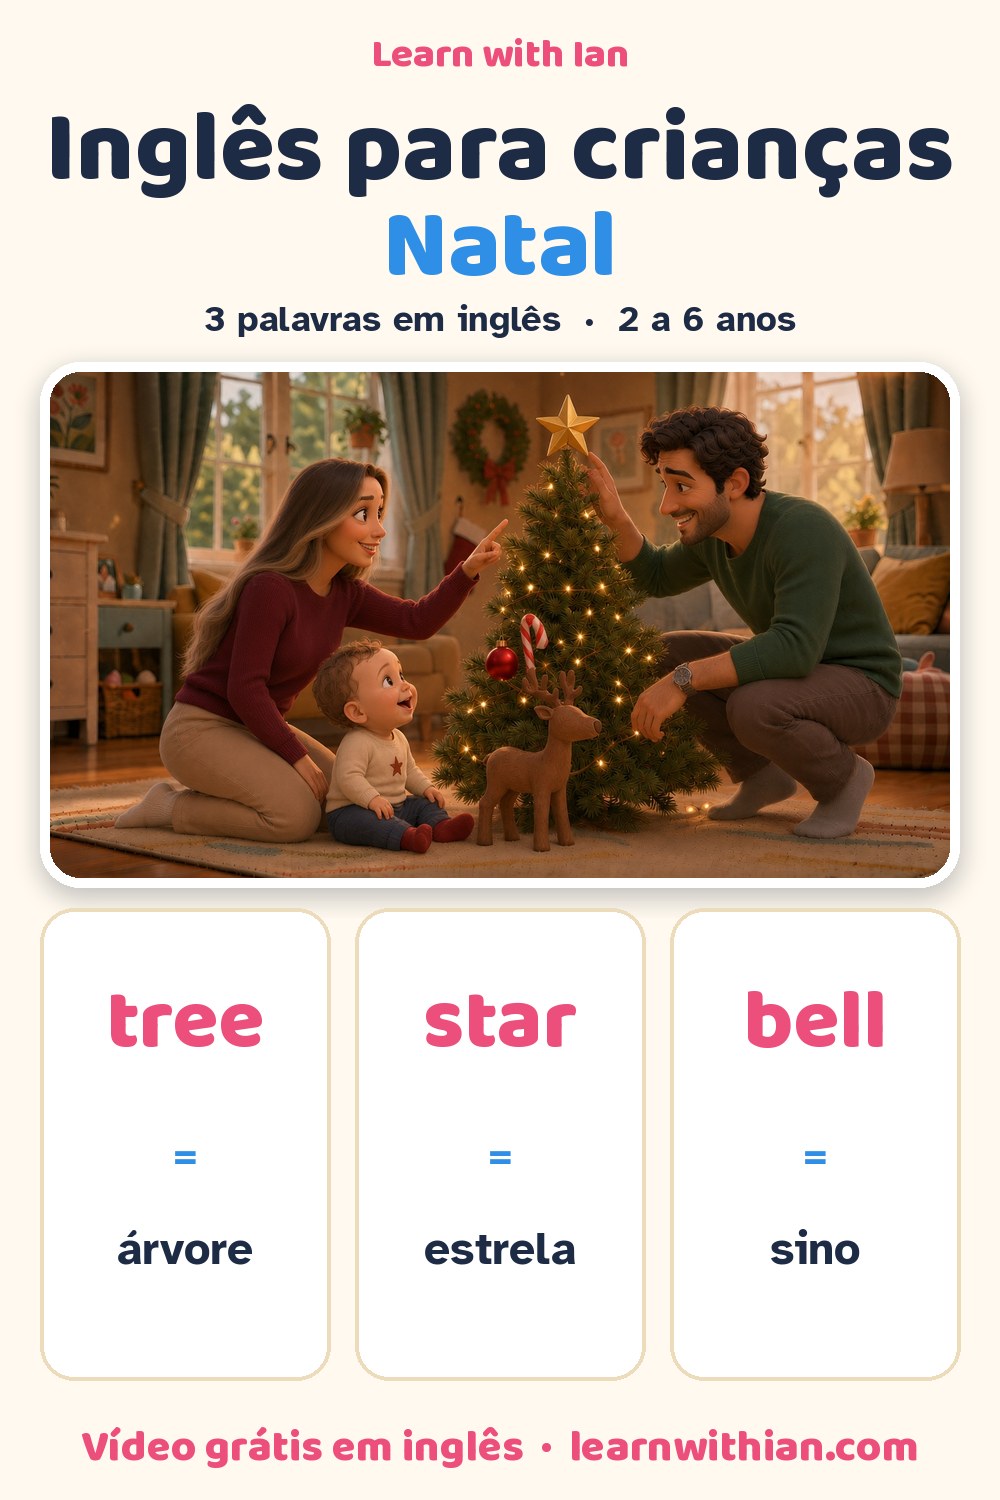 Learn with Ian
Inglês para crianças
Natal
3 palavras em inglês · 2 a 6 anos
tree
=
árvore
star
=
estrela
bell
=
sino
Vídeo grátis em inglês · learnwithian.com